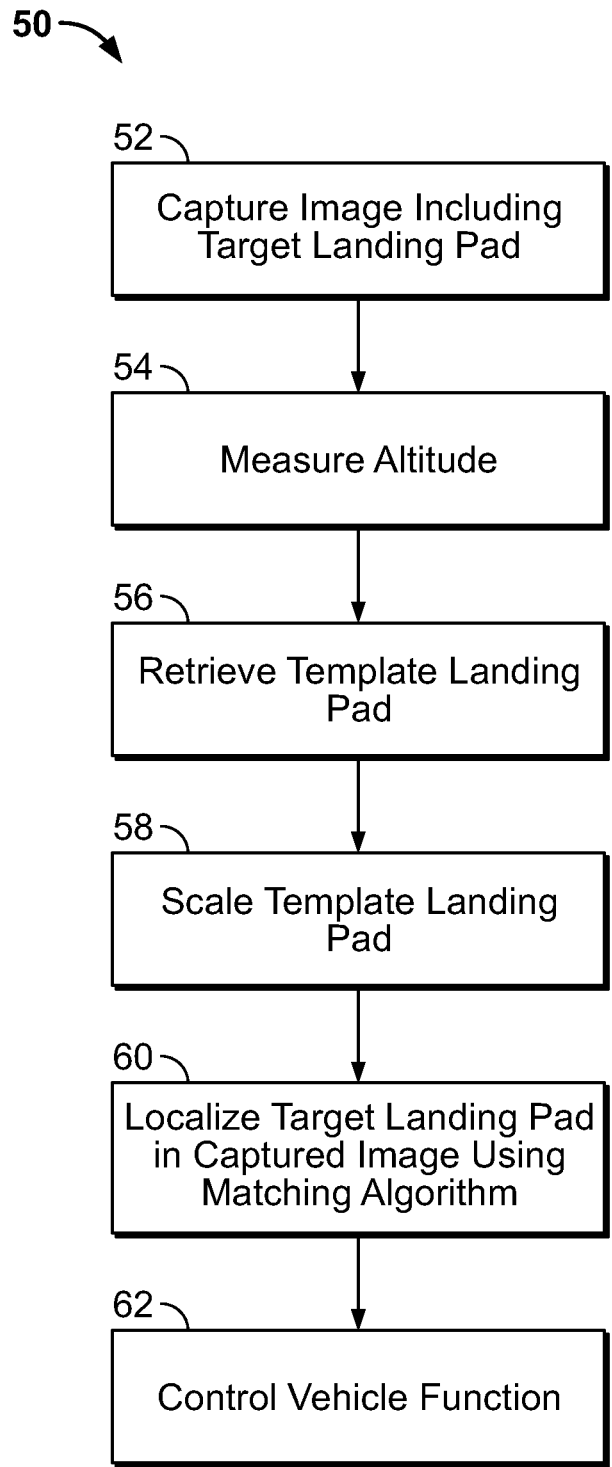 50
52
Capture Image Including
Target Landing Pad
54
Measure Altitude
56
Retrieve Template Landing
Pad
58
Scale Template Landing
Pad
60
Localize Target Landing Pad
in Captured Image Using
Matching Algorithm
62
Control Vehicle Function